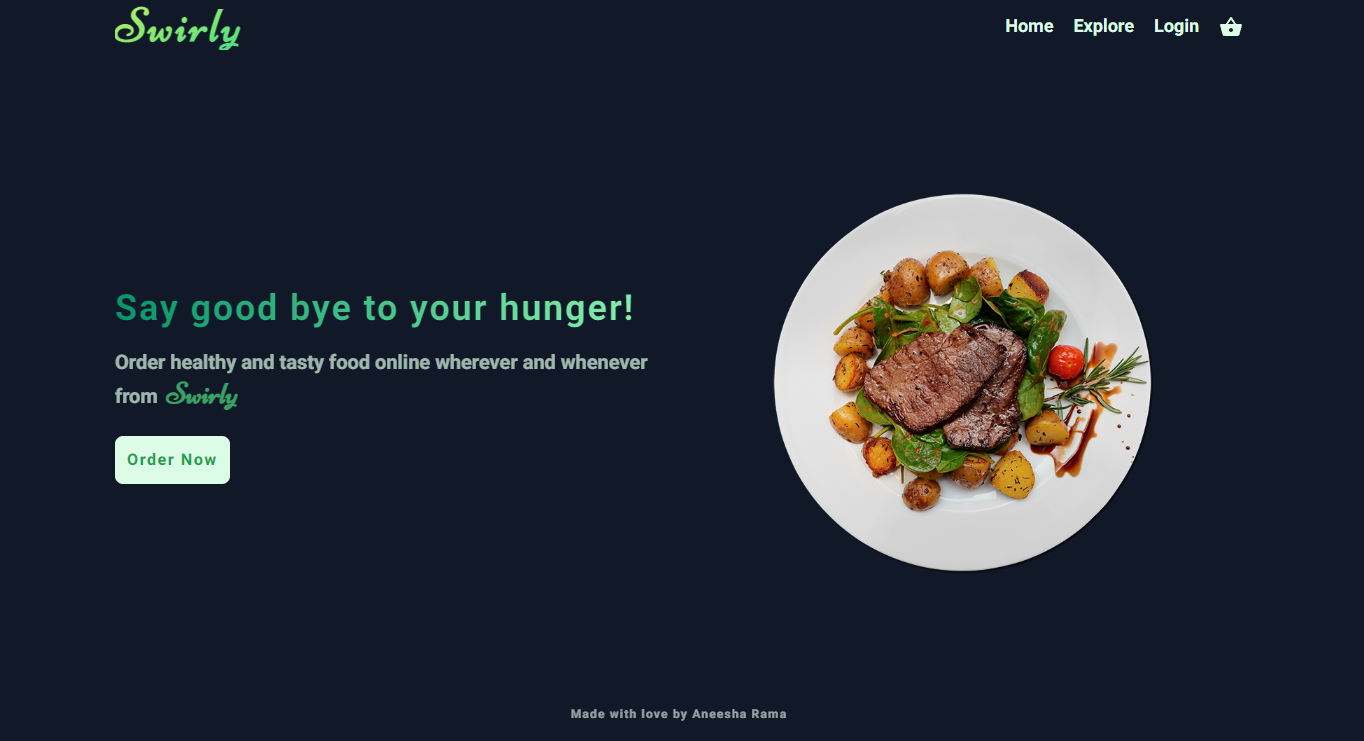 Swirly
Home Explore Login
Say good bye to your hunger!
Order healthy and tasty food online wherever and whenever
from Swirly
Order Now
Made with love by Aneesha Rama